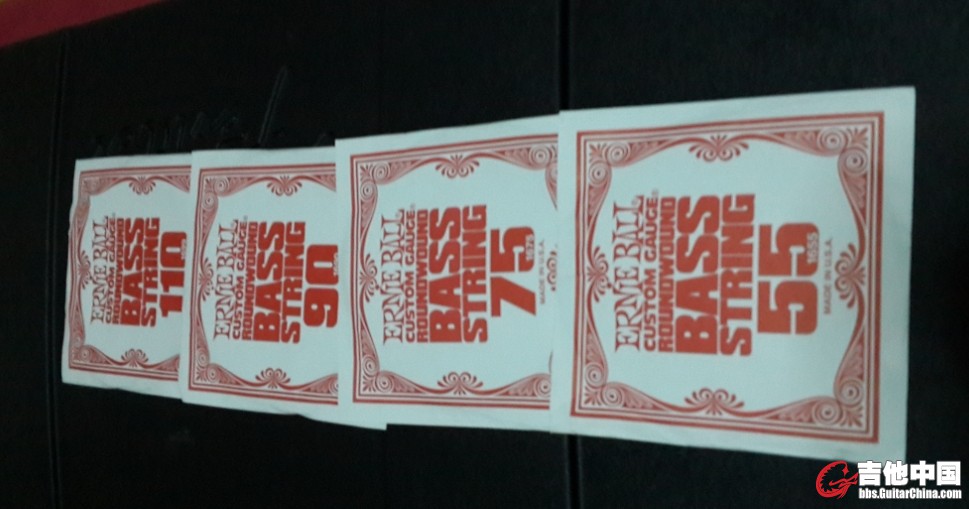 ERNIE BALL
CUSTOM GAUGE®
ROUNDWOUND
BASS
STRING
110
ERNIE BALL
CUSTOM GAUGE®
ROUNDWOUND
BASS
STRING
90
ERNIE BALL
CUSTOM GAUGE®
ROUNDWOUND
BASS
STRING
75
MADE IN U.S.A.
ERNIE BALL
CUSTOM GAUGE®
ROUNDWOUND
BASS
STRING
55
1655
MADE IN U.S.A.
吉他中国
bbs.GuitarChina.com